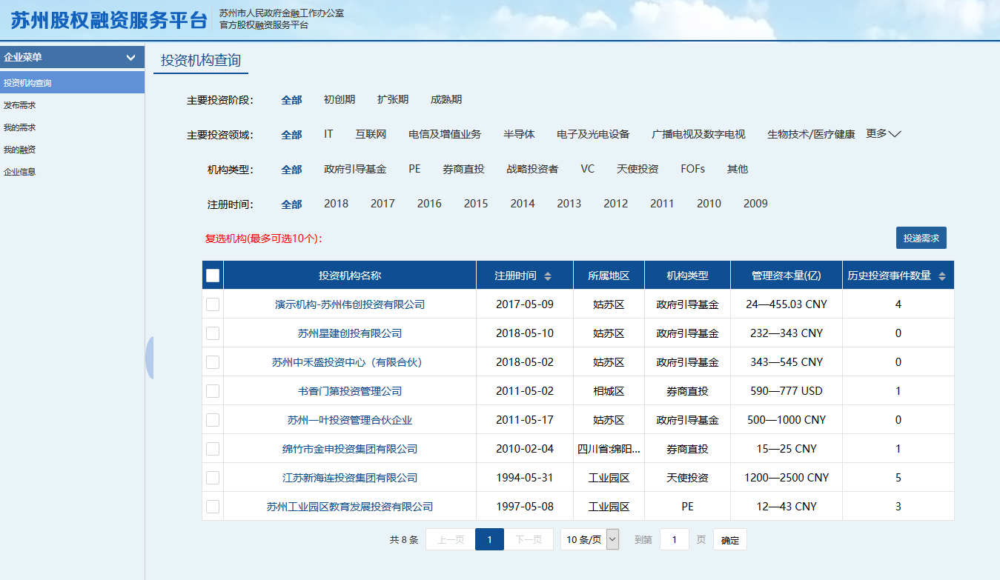 苏州股权融资服务平台
苏州市人民政府金融工作办公室
官方股权融资服务平台
企业菜单
投资机构查询
发布需求
我的需求
我的融资
企业信息
投资机构查询
主要投资阶段: 全部 初创期 扩张期 成熟期
主要投资领域: 全部 IT 互联网 电信及增值业务 半导体 电子及光电设备 广播电视及数字电视 生物技术/医疗健康 更多
机构类型: 全部 政府引导基金 PE 券商直投 战略投资者 VC 天使投资 FOFs 其他
注册时间: 全部 2018 2017 2016 2015 2014 2013 2012 2011 2010 2009
复选机构(最多可选10个): 投递需求
投资机构名称 注册时间 所属地区 机构类型 管理资本量(亿) 历史投资事件数量
演示机构-苏州伟创投资有限公司 2017-05-09 姑苏区 政府引导基金 24—455.03 CNY 4
苏州星建创投有限公司 2018-05-10 姑苏区 政府引导基金 232—343 CNY 0
苏州中禾盛投资中心（有限合伙） 2018-05-02 姑苏区 政府引导基金 343—545 CNY 0
书香门第投资管理公司 2011-05-02 相城区 券商直投 590—777 USD 1
苏州一叶投资管理合伙企业 2011-05-17 姑苏区 政府引导基金 500—1000 CNY 0
绵竹市金申投资集团有限公司 2010-02-04 四川省:绵阳... 券商直投 15—25 CNY 1
江苏新海连投资集团有限公司 1994-05-31 工业园区 天使投资 1200—2500 CNY 5
苏州工业园区教育发展投资有限公司 1997-05-08 工业园区 PE 12—43 CNY 3
共 8 条 上一页 1 下一页 10 条/页 到第 1 页 确定